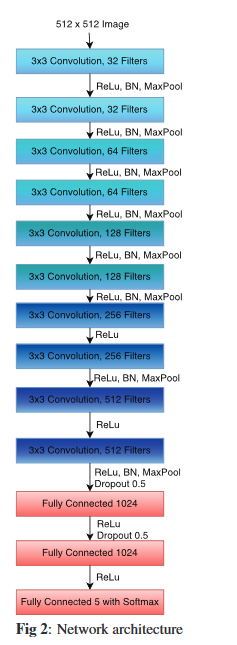 512 x 512 Image
3x3 Convolution, 32 Filters
ReLu, BN, MaxPool
3x3 Convolution, 32 Filters
ReLu, BN, MaxPool
3x3 Convolution, 64 Filters
ReLu, BN, MaxPool
3x3 Convolution, 64 Filters
ReLu, BN, MaxPool
3x3 Convolution, 128 Filters
ReLu, BN, MaxPool
3x3 Convolution, 128 Filters
ReLu, BN, MaxPool
3x3 Convolution, 256 Filters
ReLu
3x3 Convolution, 256 Filters
ReLu, BN, MaxPool
3x3 Convolution, 512 Filters
ReLu
3x3 Convolution, 512 Filters
ReLu, BN, MaxPool
Dropout 0.5
Fully Connected 1024
ReLu
Dropout 0.5
Fully Connected 1024
ReLu
Fully Connected 5 with Softmax
Fig 2: Network architecture